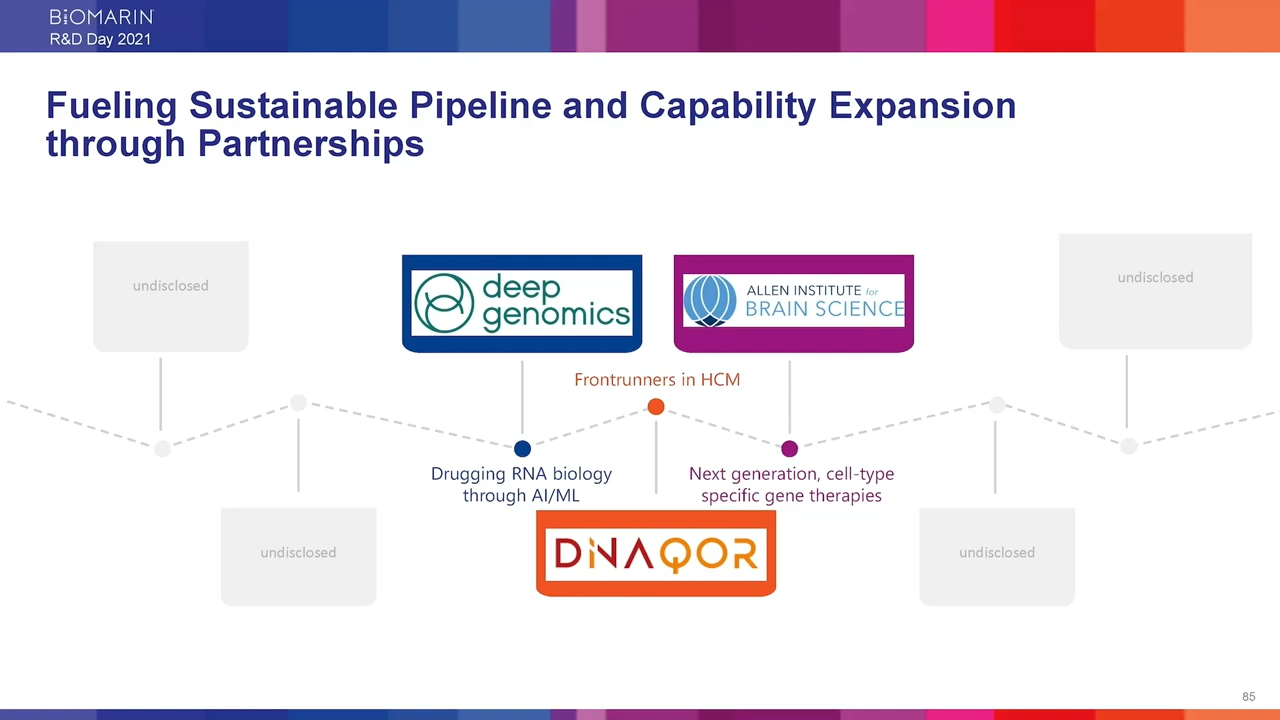 BIOMARIN
R&D Day 2021
Fueling Sustainable Pipeline and Capability Expansion
through Partnerships
undisclosed
deep
genomics
ALLEN INSTITUTE for
BRAIN SCIENCE
undisclosed
Frontrunners in HCM
Drugging RNA biology
through AI/ML
Next generation, cell-type
specific gene therapies
undisclosed
DiNAQOR
undisclosed
85